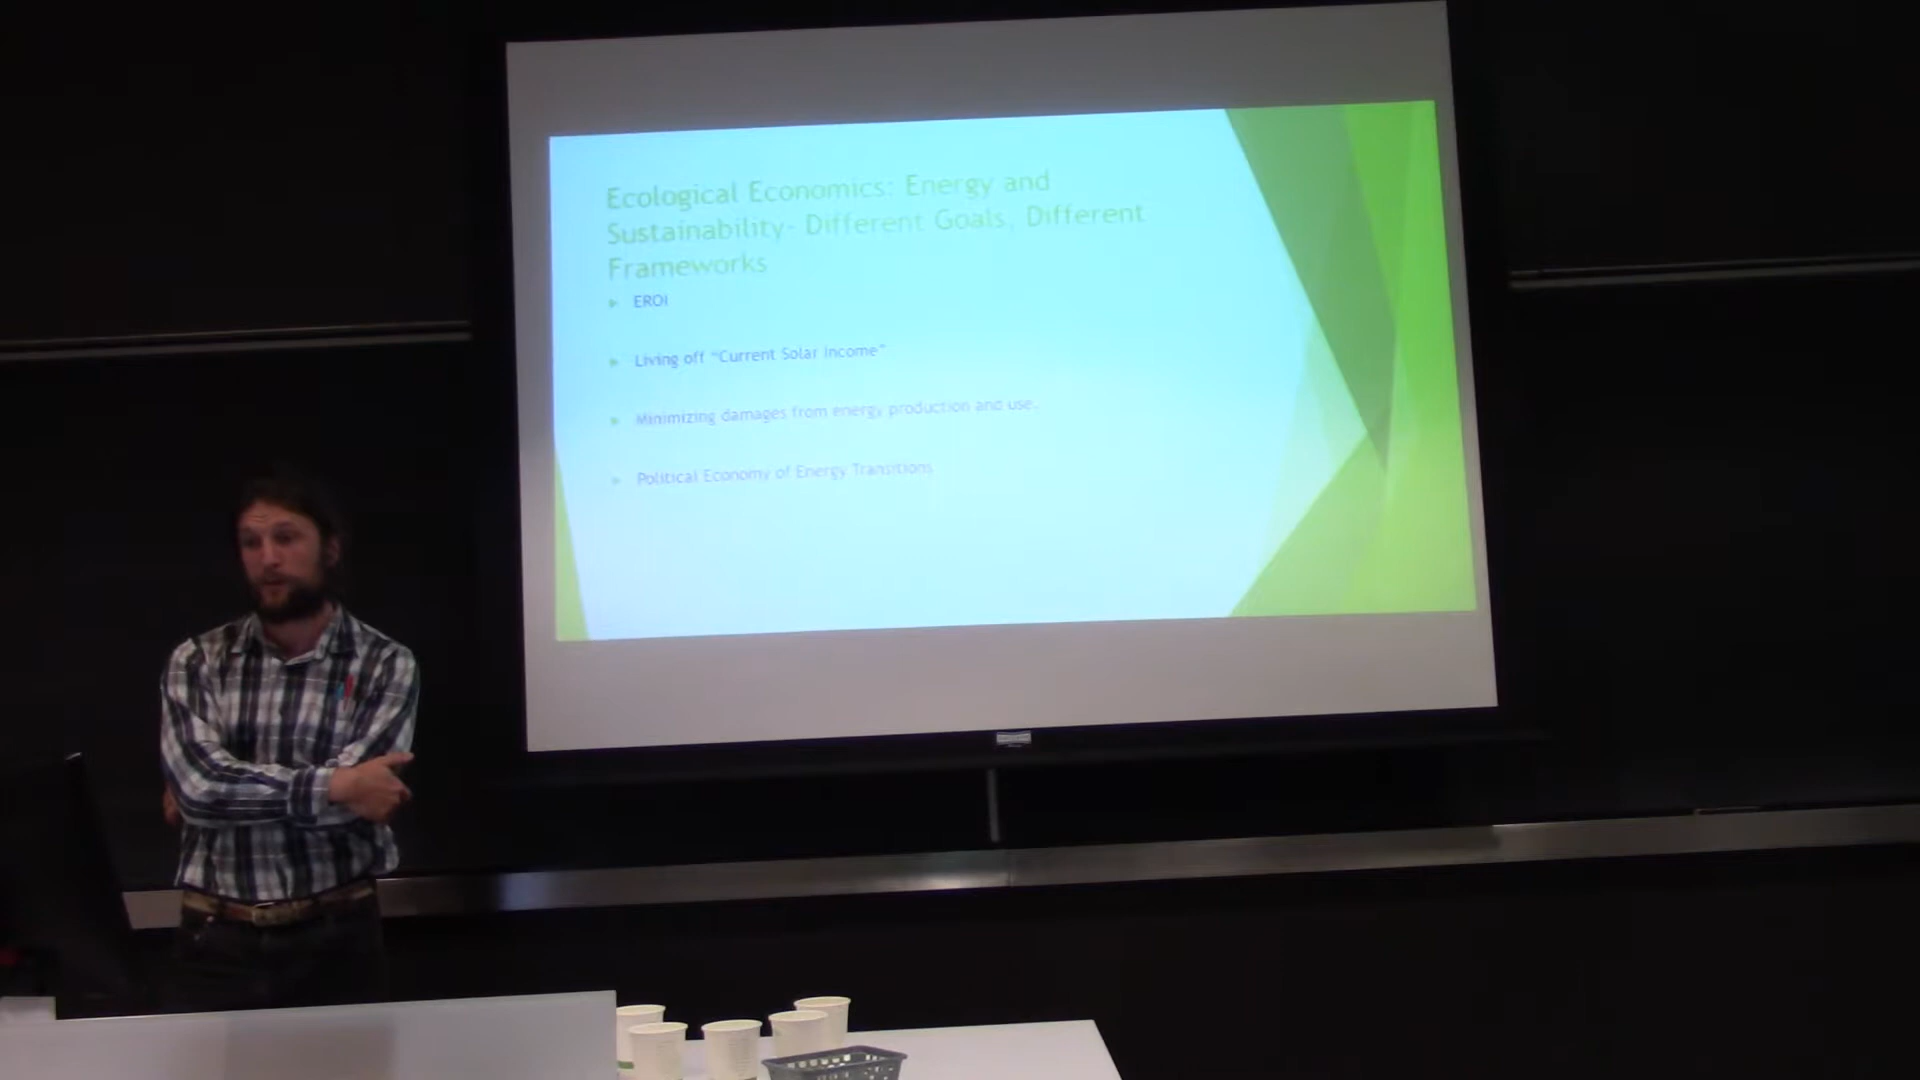 Ecological Economics: Energy and
Sustainability- Different Goals, Different
Frameworks
EROI
Living off "Current Solar Income"
Minimizing damages from energy production and use.
Political Economy of Energy Transitions